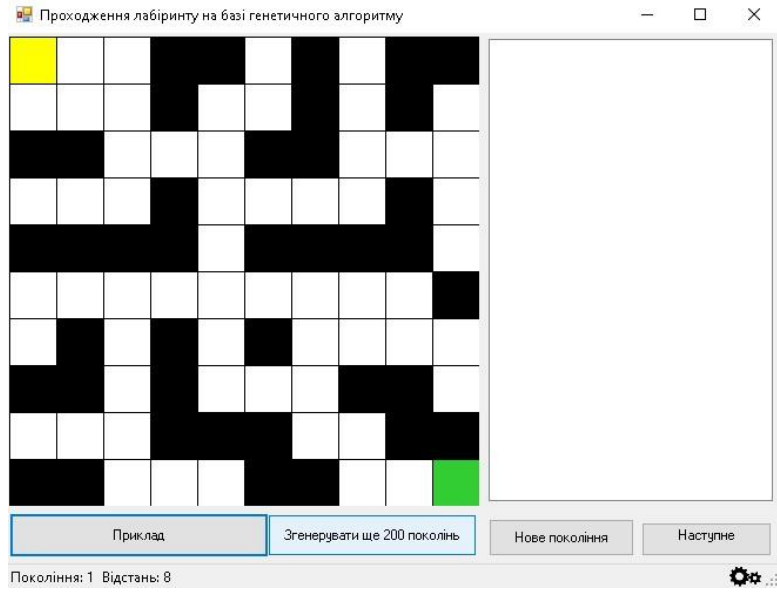 Проходження лабіринту на базі генетичного алгоритму
Приклад
Згенерувати ще 200 поколінь
Нове покоління
Наступне
Покоління: 1 Відстань: 8